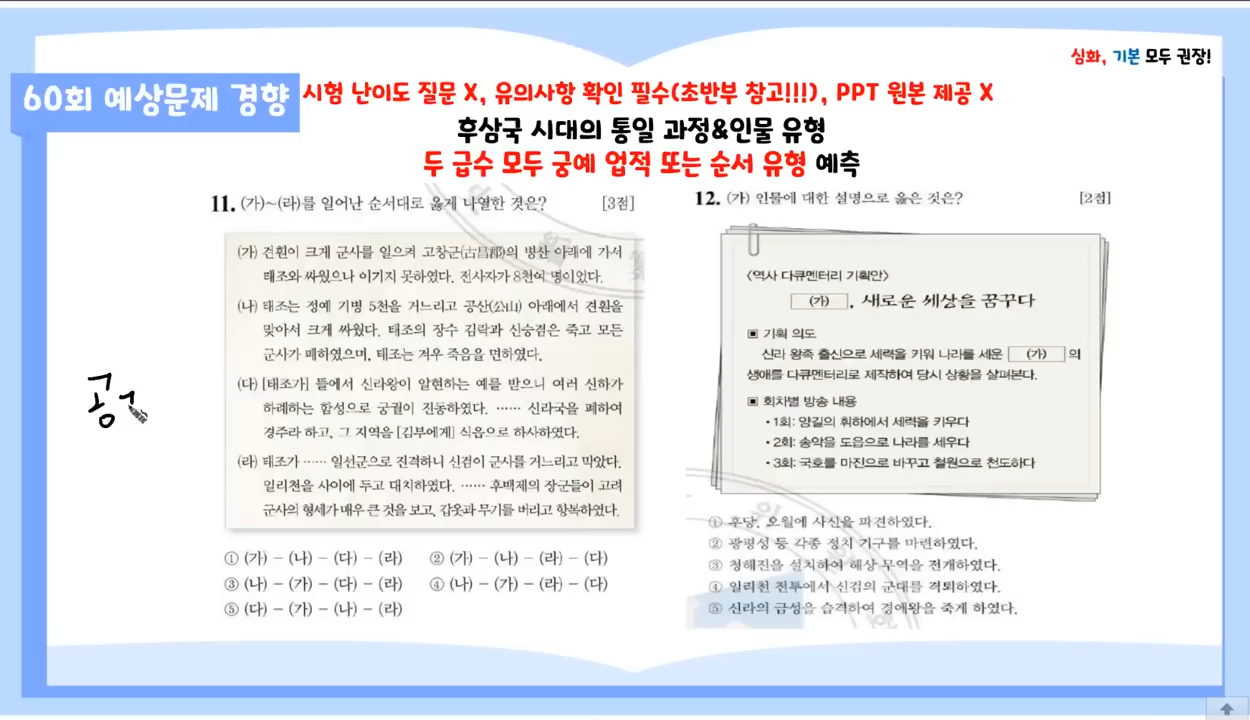 심화, 기본 모두 권장!
60회 예상문제 경향
시험 난이도 질문 X, 유의사항 확인 필수(초반부 참고!!!), PPT 원본 제공 X
후삼국 시대의 통일 과정&인물 유형
두 급수 모두 궁예 업적 또는 순서 유형 예측
11. (가)~(라)를 일어난 순서대로 옳게 나열한 것은? [3점]
(가) 견훤이 크게 군사를 일으켜 고창군(古昌郡)의 병산 아래에 가서
태조와 싸웠으나 이기지 못하였다. 전사자가 8천여 명이었다.
(나) 태조는 정예 기병 5천을 거느리고 공산(公山) 아래에서 견훤을
맞아서 크게 싸웠다. 태조의 장수 김락과 신숭겸은 죽고 모든
군사가 패하였으며, 태조는 겨우 죽음을 면하였다.
(다) [태조가] 뜰에서 신라왕이 알현하는 예를 받으니 여러 신하가
하례하는 함성으로 궁궐이 진동하였다. …… 신라국을 폐하여
경주라 하고, 그 지역을 [김부에게] 식읍으로 하사하였다.
(라) 태조가 …… 일선군으로 진격하니 신검이 군사를 거느리고 막았다.
일리천을 사이에 두고 대치하였다. …… 후백제의 장군들이 고려
군사의 형세가 매우 큰 것을 보고, 갑옷과 무기를 버리고 항복하였다.
① (가) - (나) - (다) - (라) ② (가) - (나) - (라) - (다)
③ (나) - (가) - (다) - (라) ④ (나) - (가) - (라) - (다)
⑤ (다) - (가) - (나) - (라)
12. (가) 인물에 대한 설명으로 옳은 것은? [2점]
<역사 다큐멘터리 기획안>
(가), 새로운 세상을 꿈꾸다
▣ 기획 의도
신라 왕족 출신으로 세력을 키워 나라를 세운 (가) 의
생애를 다큐멘터리로 제작하여 당시 상황을 살펴본다.
▣ 회차별 방송 내용
• 1회: 양길의 휘하에서 세력을 키우다
• 2회: 송악을 도읍으로 나라를 세우다
• 3회: 국호를 마진으로 바꾸고 철원으로 천도하다
① 후당, 오월에 사신을 파견하였다.
② 광평성 등 각종 정치 기구를 마련하였다.
③ 청해진을 설치하여 해상 무역을 전개하였다.
④ 일리천 전투에서 신검의 군대를 격퇴하였다.
⑤ 신라의 금성을 습격하여 경애왕을 죽게 하였다.
공